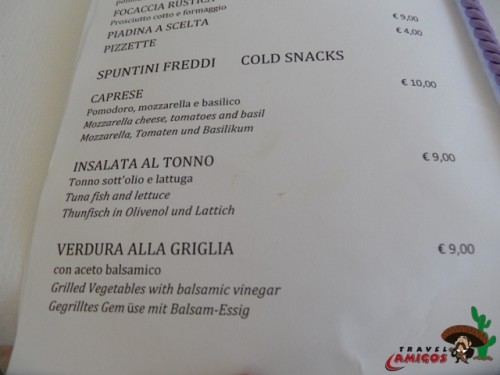 FOCACCIA RUSTICA
Prosciutto cotto e formaggio
PIADINA A SCELTA € 9,00
PIZZETTE € 4,00
SPUNTINI FREDDI COLD SNACKS
CAPRESE € 10,00
Pomodoro, mozzarella e basilico
Mozzarella cheese, tomatoes and basil
Mozzarella, Tomaten und Basilikum
INSALATA AL TONNO € 9,00
Tonno sott'olio e lattuga
Tuna fish and lettuce
Thunfisch in Olivenol und Lattich
VERDURA ALLA GRIGLIA € 9,00
con aceto balsamico
Grilled Vegetables with balsamic vinegar
Gegrilltes Gem üse mit Balsam-Essig
TRAVEL
AMIGOS